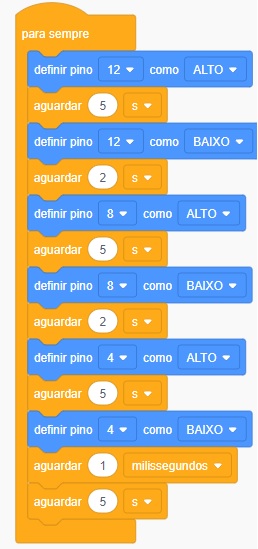 para sempre
definir pino 12 como ALTO
aguardar 5 s
definir pino 12 como BAIXO
aguardar 2 s
definir pino 8 como ALTO
aguardar 5 s
definir pino 8 como BAIXO
aguardar 2 s
definir pino 4 como ALTO
aguardar 5 s
definir pino 4 como BAIXO
aguardar 1 milissegundos
aguardar 5 s